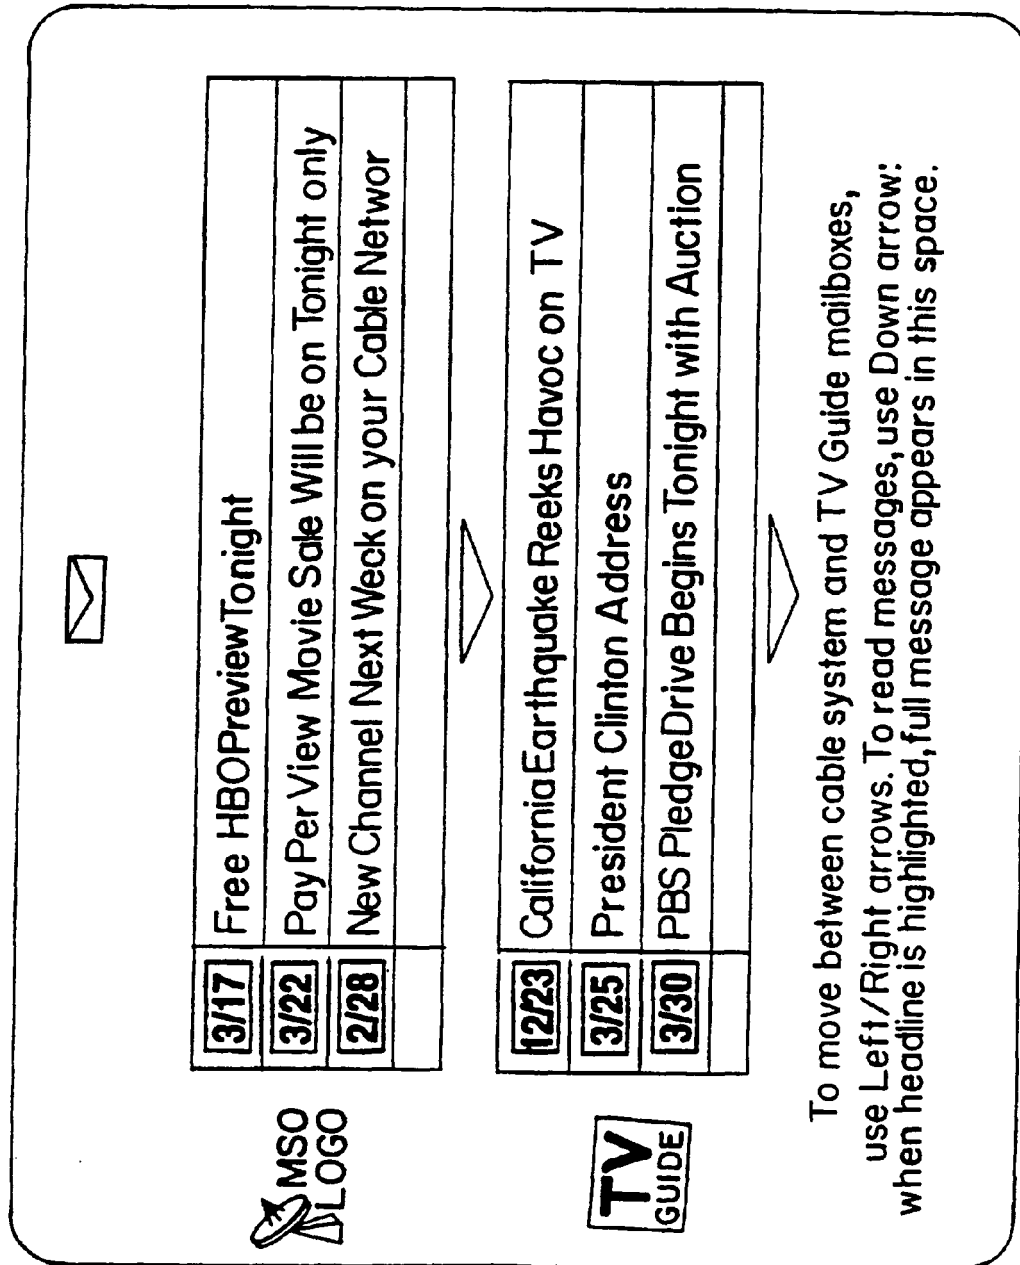 MSO
LOGO
3/17 Free HBOPreviewTonight
3/22 Pay Per View Movie Sale Will be on Tonight only
2/28 New Channel Next Weck on your Cable Networ
TV
GUIDE
12/23 California Earthquake Reeks Havoc on TV
3/25 President Clinton Address
3/30 PBS PledgeDrive Begins Tonight with Auction
To move between cable system and TV Guide mailboxes,
use Left/Right arrows. To read messages, use Down arrow:
when headline is highlighted, full message appears in this space.